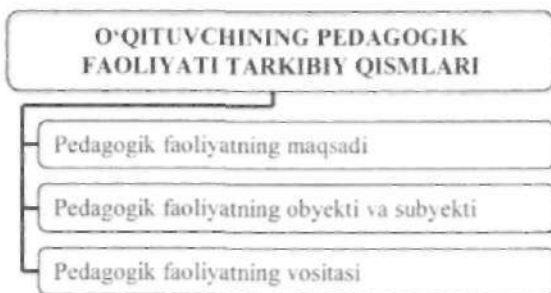 O‘QITUVCHINING PEDAGOGIK
FAOLIYATI TARKIBIY QISMLARI
Pedagogik faoliyatning maqsadi
Pedagogik faoliyatning obyekti va subyekti
Pedagogik faoliyatning vositasi